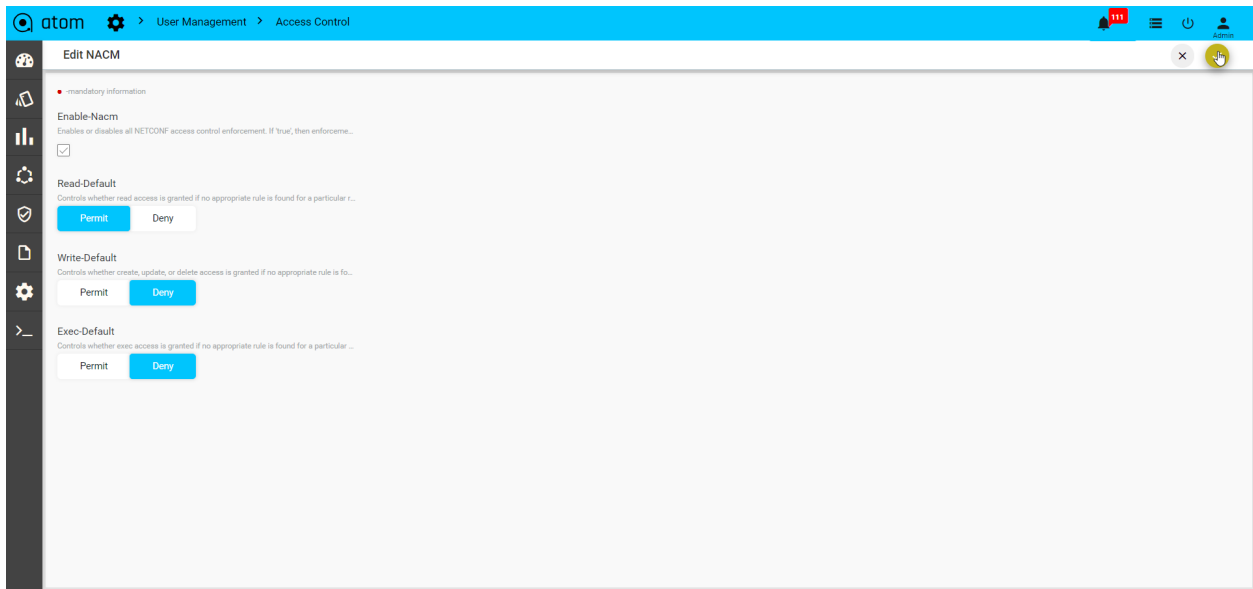 atom > User Management > Access Control 111 Admin
Edit NACM
-mandatory information
Enable-Nacm
Enables or disables all NETCONF access control enforcement. If 'true', then enforceme...
Read-Default
Controls whether read access is granted if no appropriate rule is found for a particular r...
Permit Deny
Write-Default
Controls whether create, update, or delete access is granted if no appropriate rule is fo...
Permit Deny
Exec-Default
Controls whether exec access is granted if no appropriate rule is found for a particular ...
Permit Deny